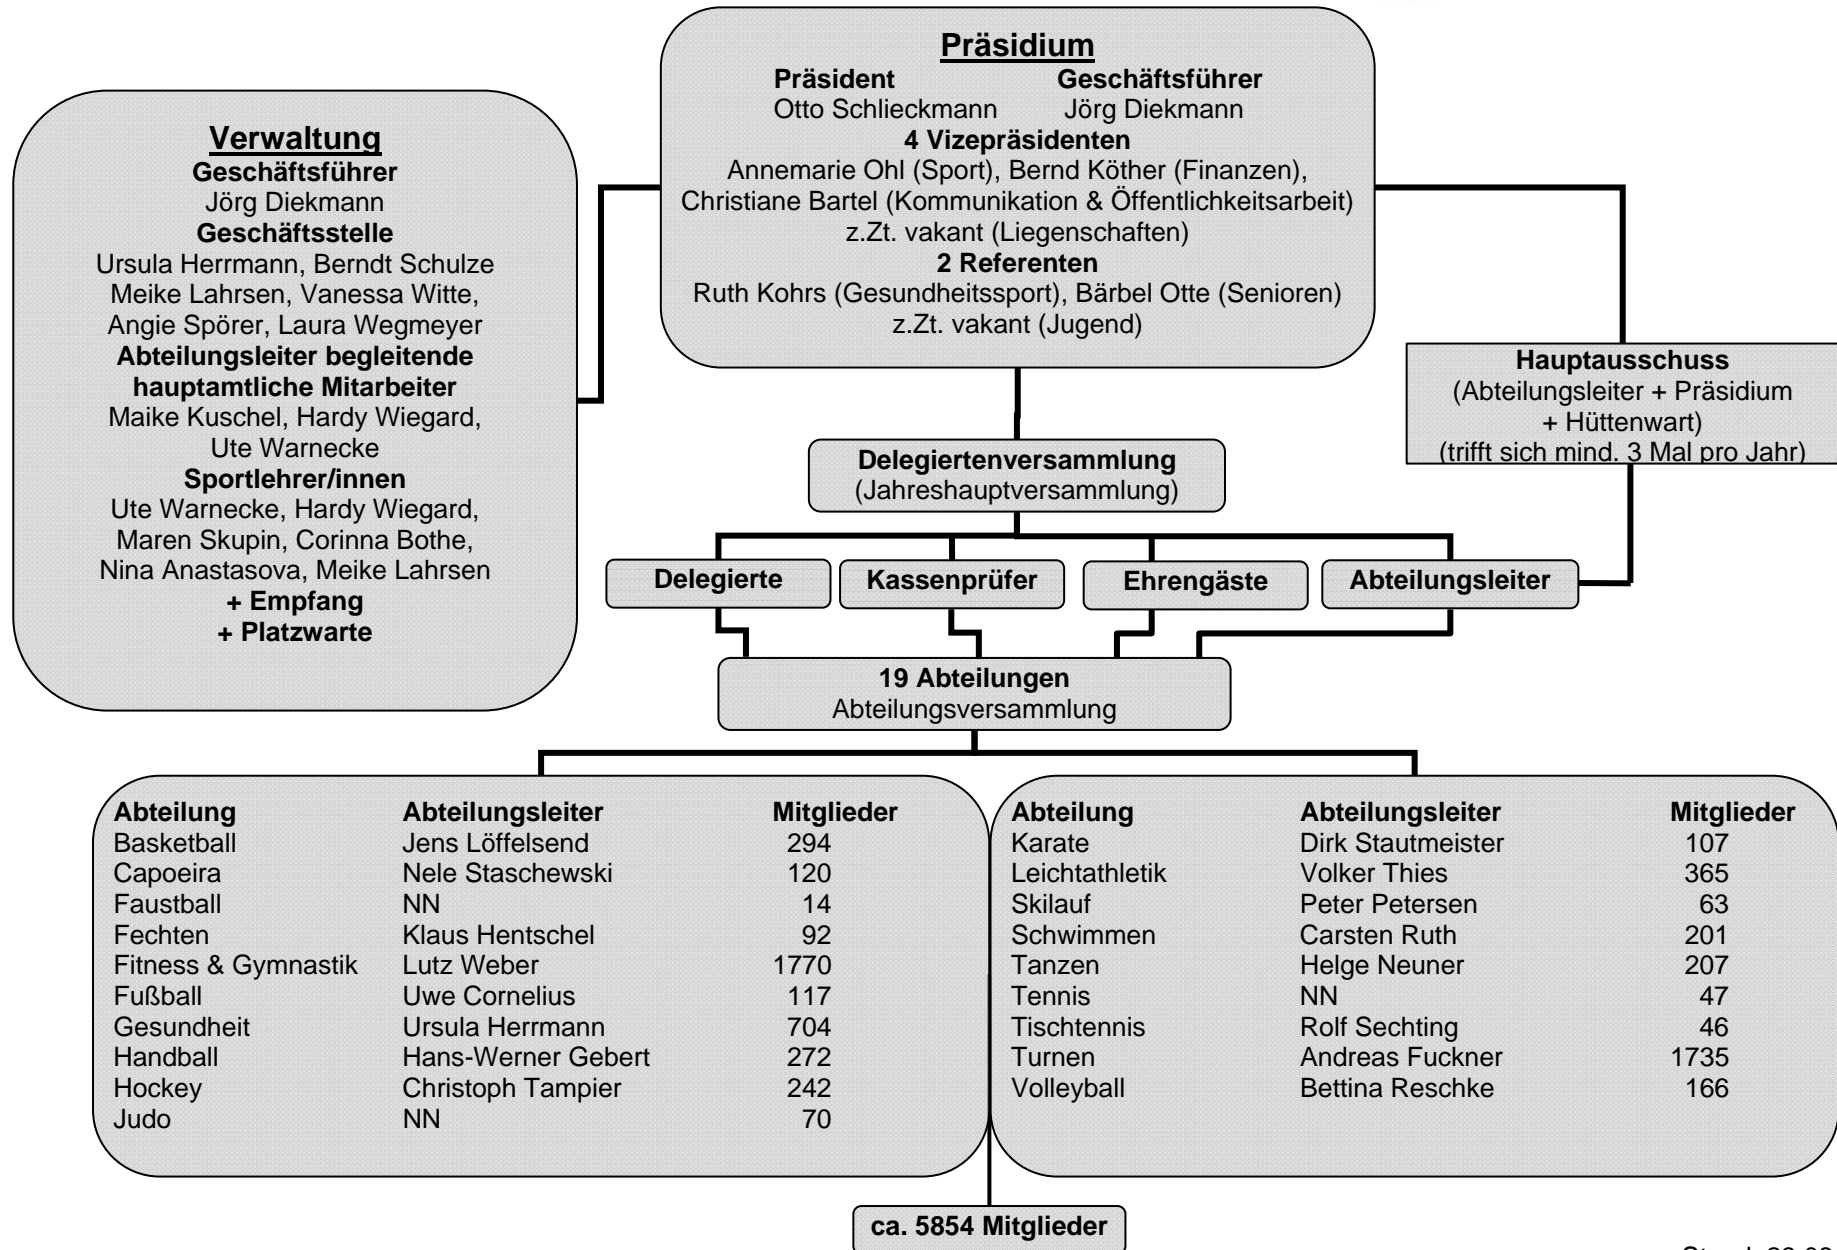 Präsidium
Präsident Geschäftsführer
Otto Schlieckmann Jörg Diekmann
4 Vizepräsidenten
Annemarie Ohl (Sport), Bernd Köther (Finanzen),
Christiane Bartel (Kommunikation & Öffentlichkeitsarbeit)
z.Zt. vakant (Liegenschaften)
2 Referenten
Ruth Kohrs (Gesundheitssport), Bärbel Otte (Senioren)
z.Zt. vakant (Jugend)
Verwaltung
Geschäftsführer
Jörg Diekmann
Geschäftsstelle
Ursula Herrmann, Berndt Schulze
Meike Lahrsen, Vanessa Witte,
Angie Spörer, Laura Wegmeyer
Abteilungsleiter begleitende
hauptamtliche Mitarbeiter
Maike Kuschel, Hardy Wiegard,
Ute Warnecke
Sportlehrer/innen
Ute Warnecke, Hardy Wiegard,
Maren Skupin, Corinna Bothe,
Nina Anastasova, Meike Lahrsen
+ Empfang
+ Platzwarte
Hauptausschuss
(Abteilungsleiter + Präsidium
+ Hüttenwart)
(trifft sich mind. 3 Mal pro Jahr)
Delegiertenversammlung
(Jahreshauptversammlung)
Delegierte
Kassenprüfer
Ehrengäste
Abteilungsleiter
19 Abteilungen
Abteilungsversammlung
Abteilung Abteilungsleiter Mitglieder
Basketball Jens Löffelsend 294
Capoeira Nele Staschewski 120
Faustball NN 14
Fechten Klaus Hentschel 92
Fitness & Gymnastik Lutz Weber 1770
Fußball Uwe Cornelius 117
Gesundheit Ursula Herrmann 704
Handball Hans-Werner Gebert 272
Hockey Christoph Tampier 242
Judo NN 70
Abteilung Abteilungsleiter Mitglieder
Karate Dirk Stautmeister 107
Leichtathletik Volker Thies 365
Skilauf Peter Petersen 63
Schwimmen Carsten Ruth 201
Tanzen Helge Neuner 207
Tennis NN 47
Tischtennis Rolf Sechting 46
Turnen Andreas Fuckner 1735
Volleyball Bettina Reschke 166
ca. 5854 Mitglieder